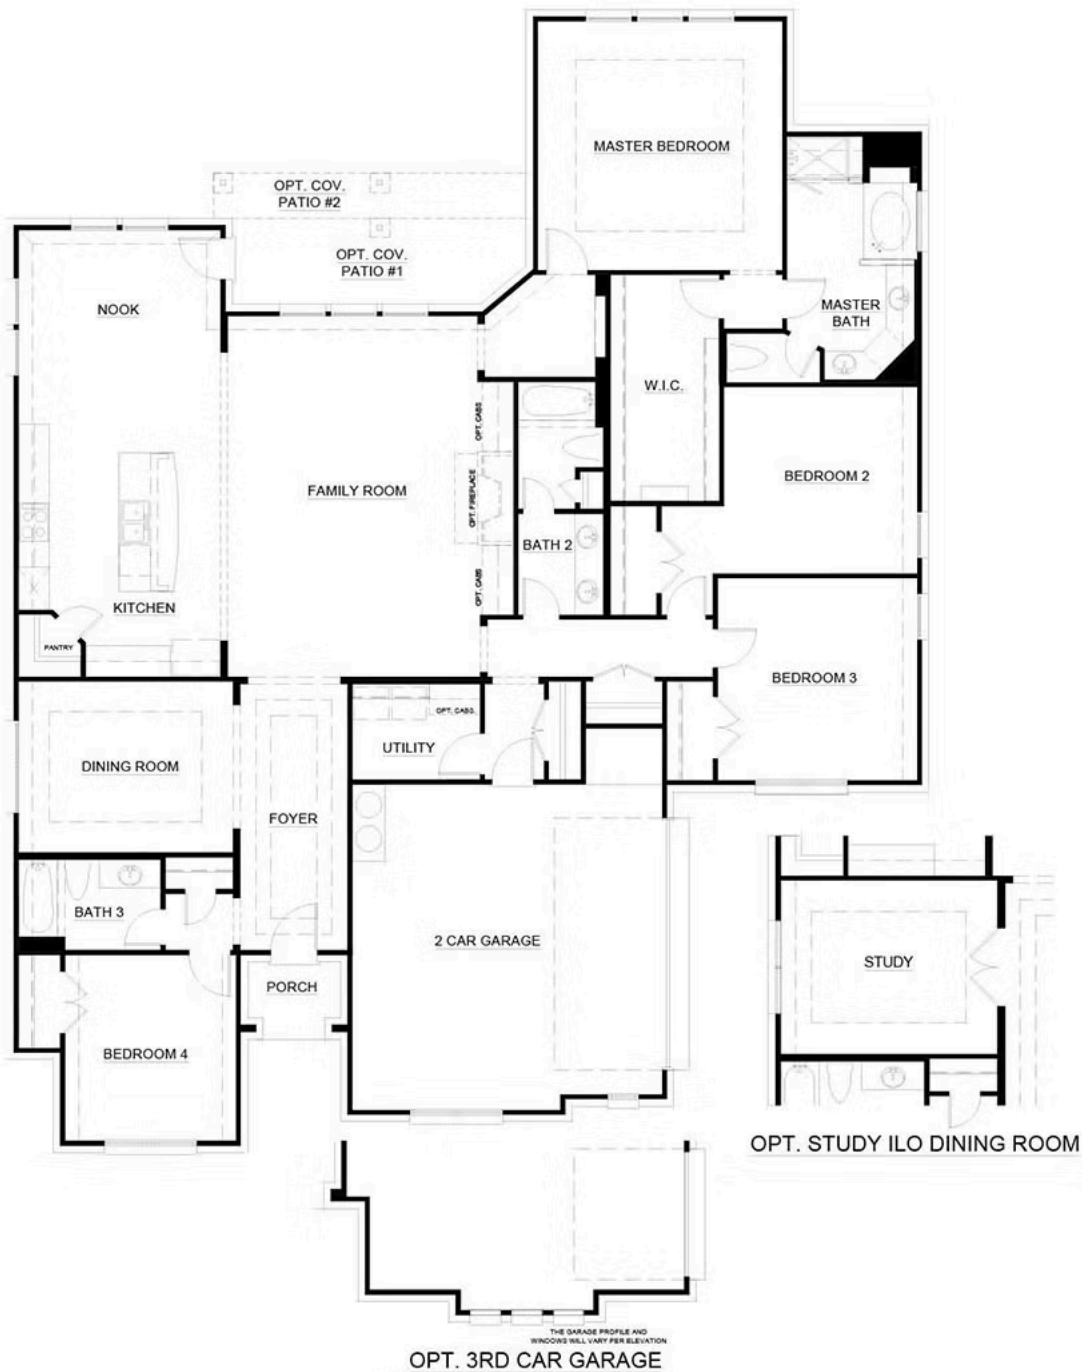 MASTER BEDROOM
OPT. COV.
PATIO #2
OPT. COV.
PATIO #1
NOOK
MASTER
BATH
W.I.C.
OPT. CABS
BEDROOM 2
FAMILY ROOM
OPT. FIREPLACE
BATH 2
OPT. CABS
KITCHEN
PANTRY
BEDROOM 3
OPT. CABS.
UTILITY
DINING ROOM
FOYER
BATH 3
2 CAR GARAGE
STUDY
PORCH
BEDROOM 4
OPT. STUDY ILO DINING ROOM
THE GARAGE PROFILE AND
WINDOWS WILL VARY PER ELEVATION
OPT. 3RD CAR GARAGE